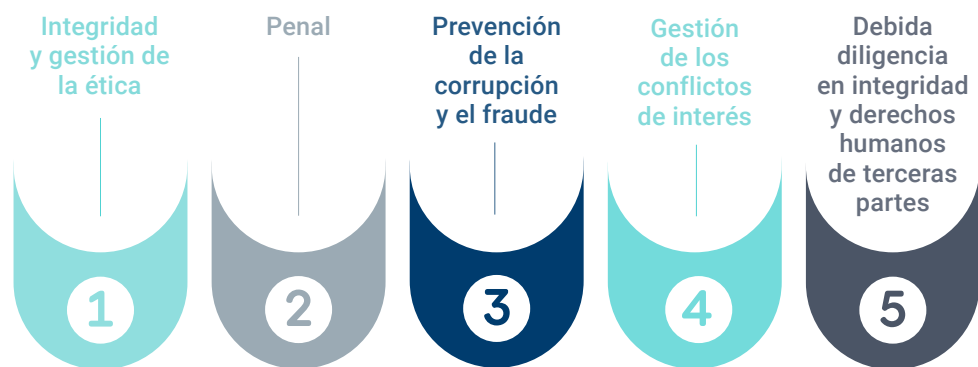 Integridad
y gestión de
la ética
Penal
Prevención
de la
corrupción
y el fraude
Gestión
de los
conflictos
de interés
Debida
diligencia
en integridad
y derechos
humanos
de terceras
partes
1
2
3
4
5